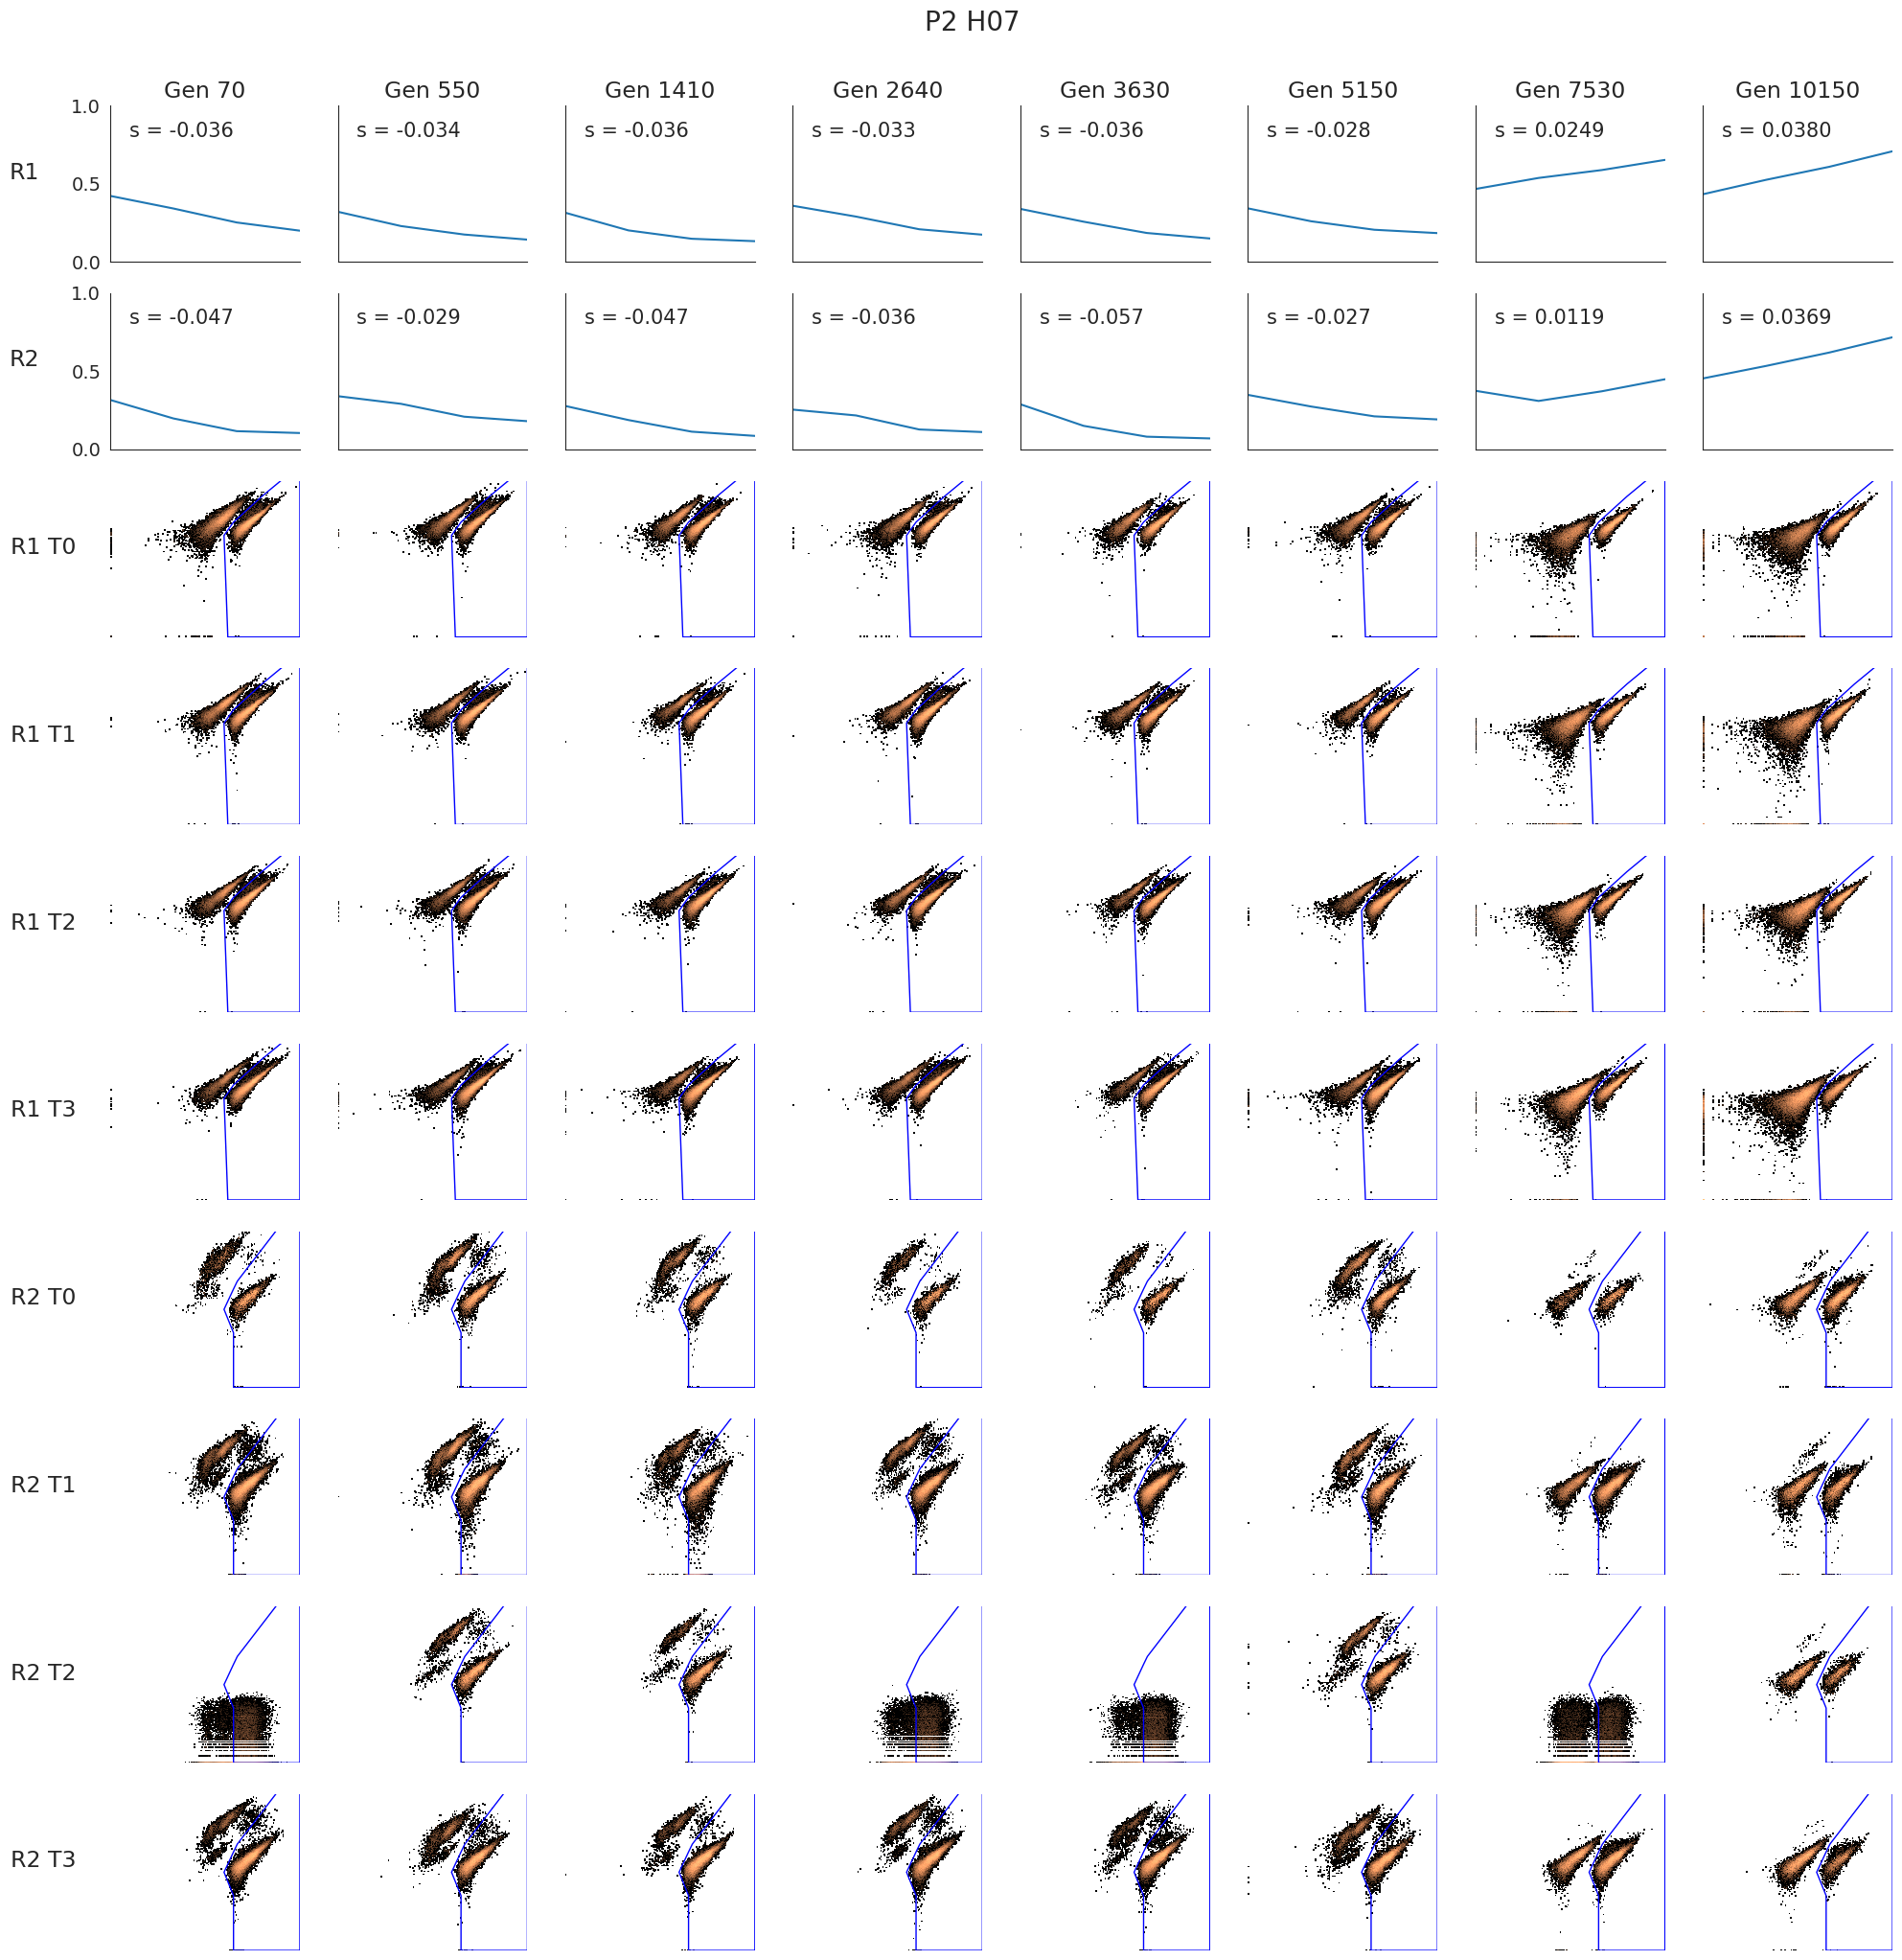 P2 H07
Gen 70 Gen 550 Gen 1410 Gen 2640 Gen 3630 Gen 5150 Gen 7530 Gen 10150
1.0
s = -0.036 s = -0.034 s = -0.036 s = -0.033 s = -0.036 s = -0.028 s = 0.0249 s = 0.0380
R1
0.5
0.0
1.0
s = -0.047 s = -0.029 s = -0.047 s = -0.036 s = -0.057 s = -0.027 s = 0.0119 s = 0.0369
R2
0.5
0.0
R1 T0
R1 T1
R1 T2
R1 T3
R2 T0
R2 T1
R2 T2
R2 T3